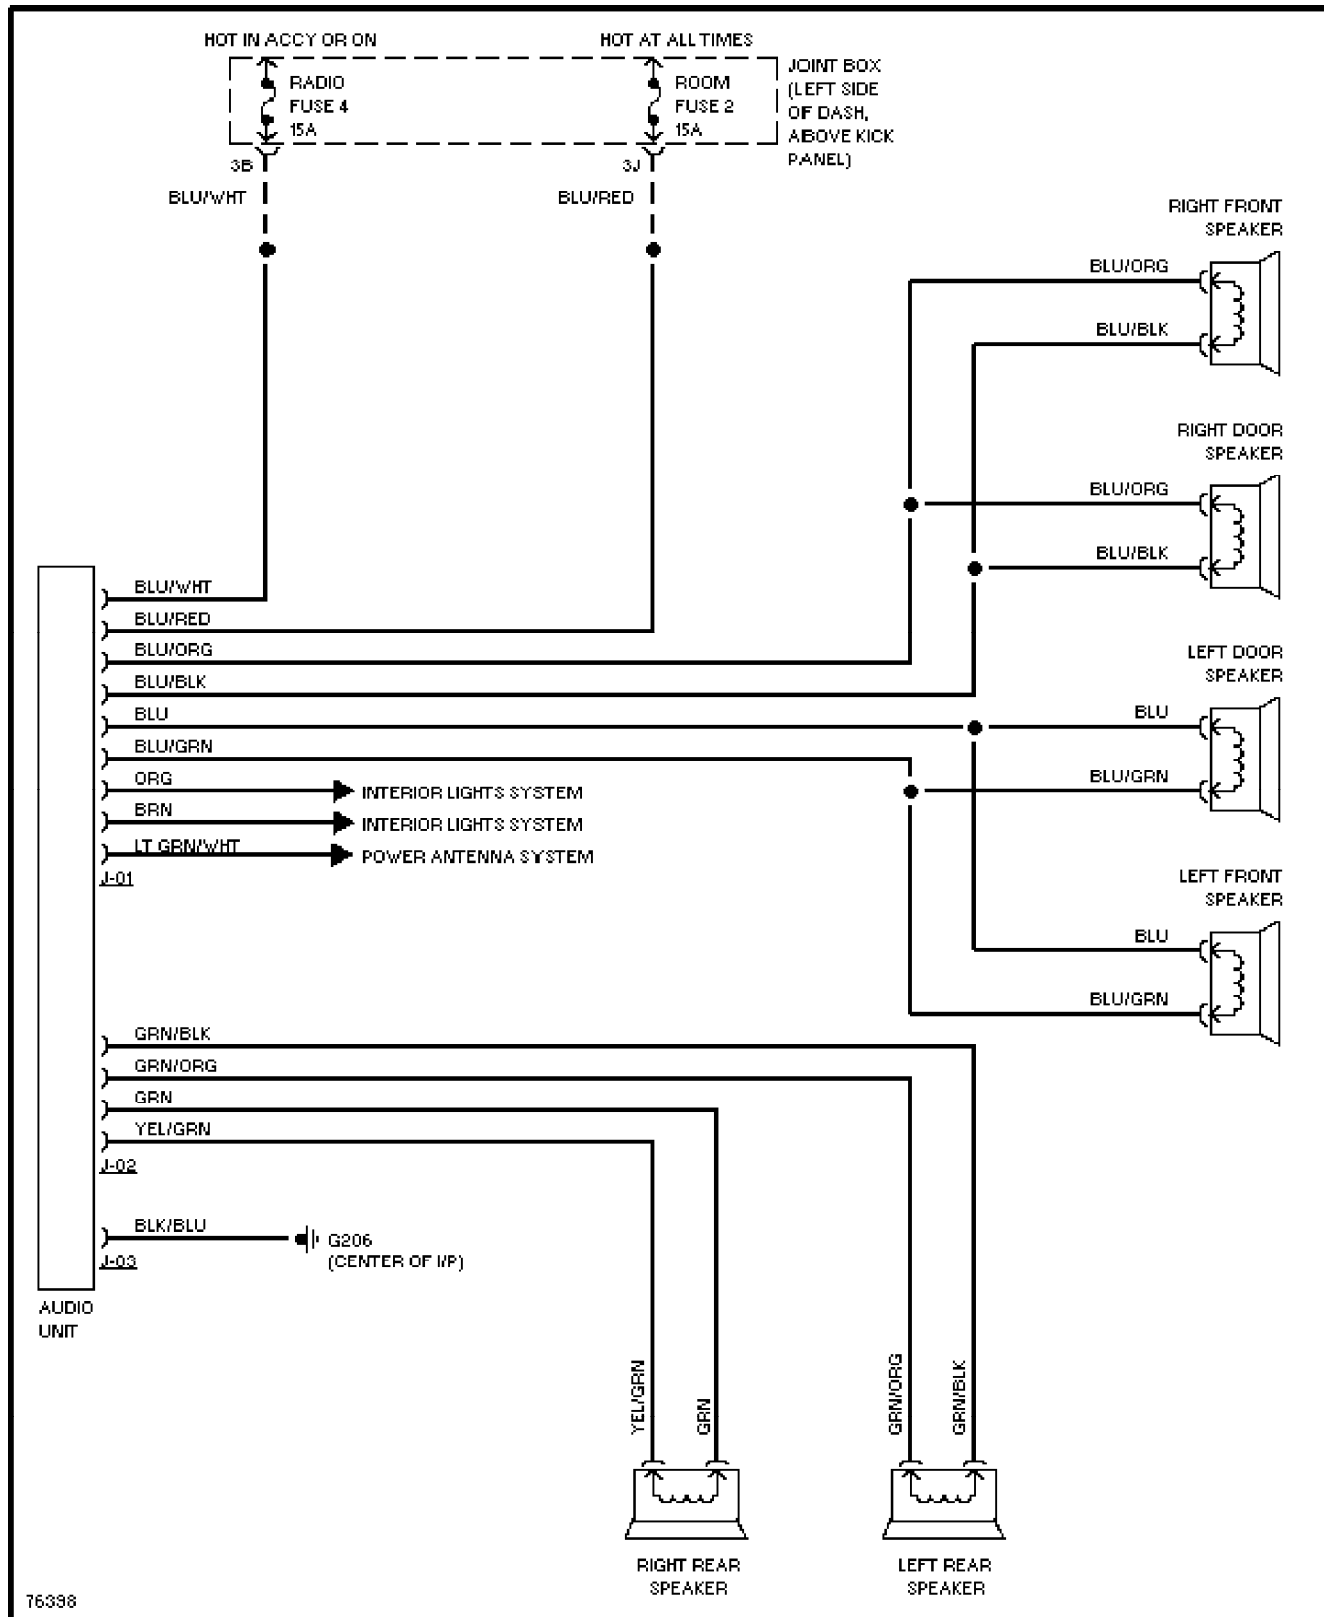 HOT IN ACCY OR ON
HOT AT ALL TIMES
RADIO
FUSE 4
15A
ROOM
FUSE 2
15A
JOINT BOX
(LEFT SIDE
OF DASH,
ABOVE KICK
PANEL)
3B
3J
BLU/WHT
BLU/RED
RIGHT FRONT
SPEAKER
BLU/ORG
BLU/BLK
RIGHT DOOR
SPEAKER
BLU/ORG
BLU/BLK
LEFT DOOR
SPEAKER
BLU
BLU/GRN
LEFT FRONT
SPEAKER
BLU
BLU/GRN
BLU/WHT
BLU/RED
BLU/ORG
BLU/BLK
BLU
BLU/GRN
ORG
INTERIOR LIGHTS SYSTEM
BRN
INTERIOR LIGHTS SYSTEM
LT GRN/WHT
POWER ANTENNA SYSTEM
J-01
GRN/BLK
GRN/ORG
GRN
YEL/GRN
J-02
BLK/BLU
G206
(CENTER OF I/P)
J-03
AUDIO
UNIT
YEL/GRN
GRN
GRN/ORG
GRN/BLK
RIGHT REAR
SPEAKER
LEFT REAR
SPEAKER
76398